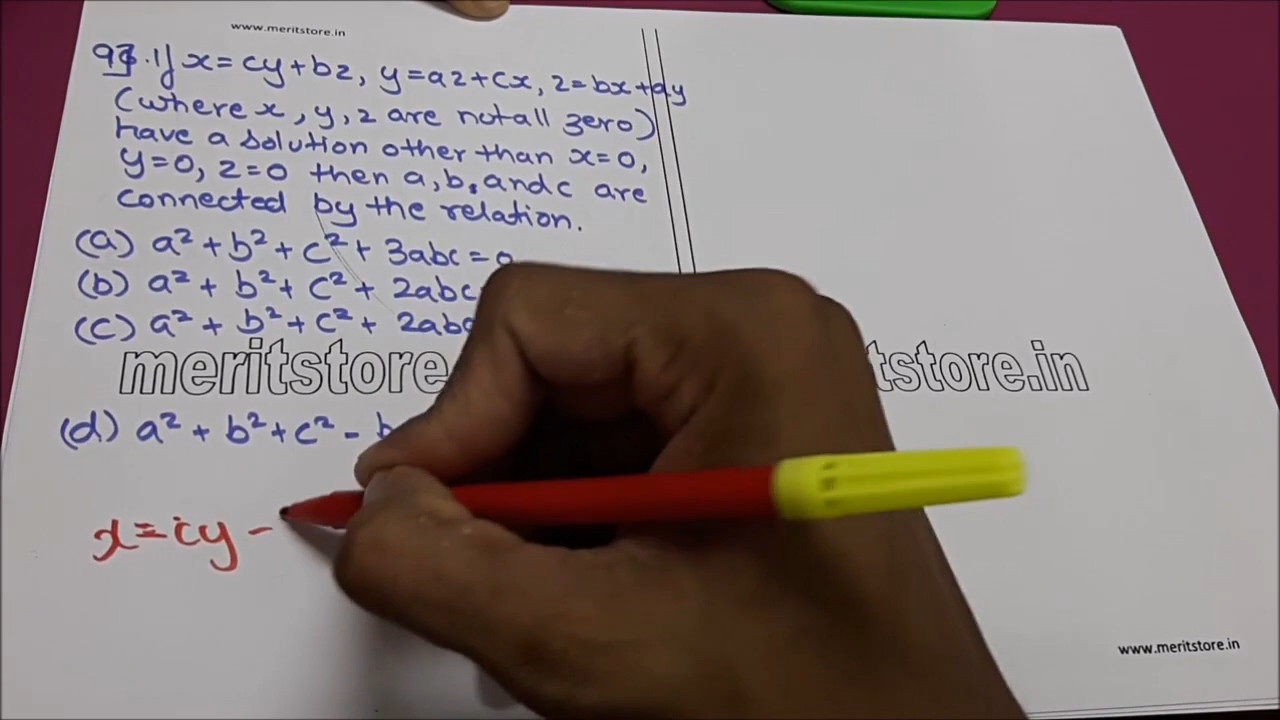 www.meritstore.in
If x=cy+bz, y=az+cx, z=bx+ay
(where x, y, z are not all zero)
have a solution other than x=0,
y=0, z=0 then a, b, and c are
connected by the relation.
(a) a² + b² + c² + 3abc = 0
(b) a² + b² + c² + 2abc
(c) a² + b² + c² + 2abc
meritstore
tstore.in
(d) a² + b² + c² - b
x = cy -
www.meritstore.in